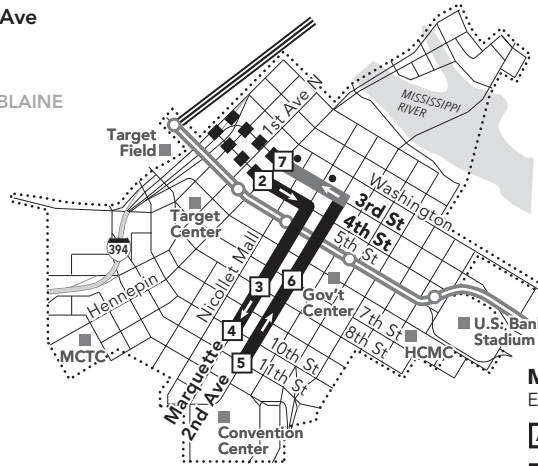 Ave
BLAINE
1st Ave N
MISSISSIPPI
RIVER
Target
Field
7
2
Washington
3rd St
4th St
5th St
Target
Center
394
Nicollet Mall
Hennepin
3
6
Gov't
Center
4
5
7th St
8th St
U.S. Bank
Stadium
HCMC
MCTC
10th St
11th St
Marquette
2nd Ave
Convention
Center
M
E